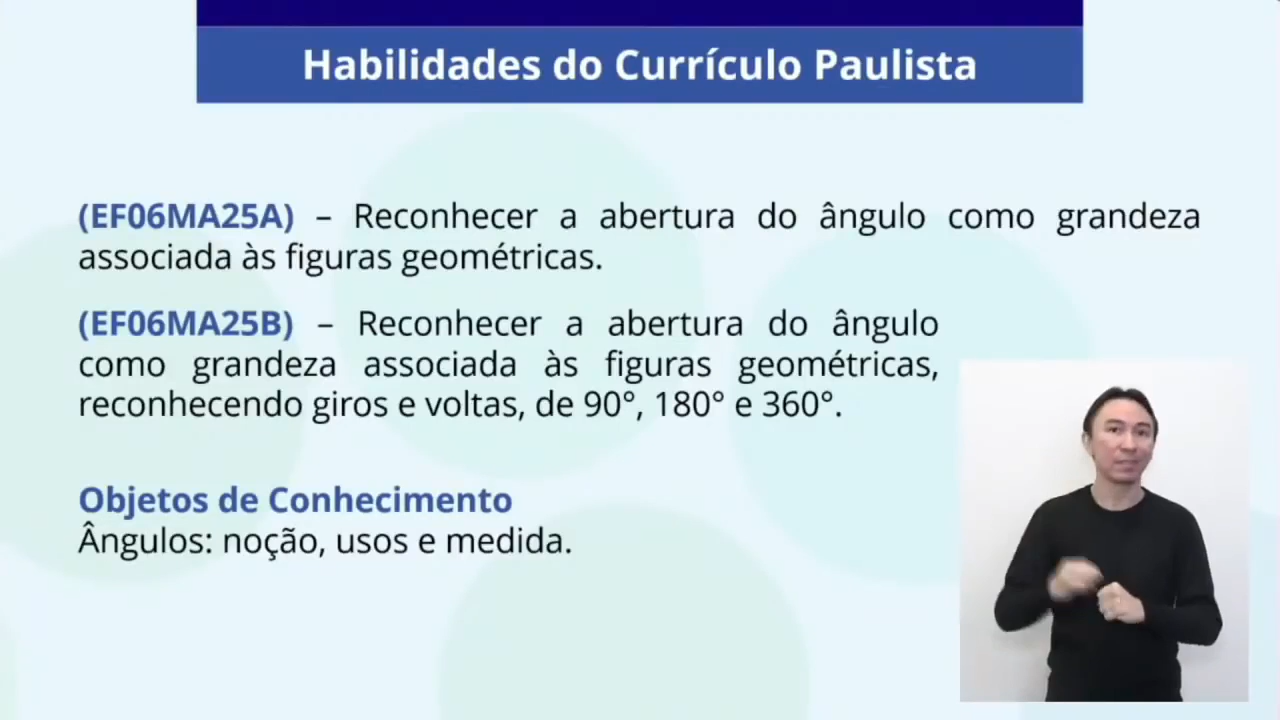 Habilidades do Currículo Paulista
(EF06MA25A) – Reconhecer a abertura do ângulo como grandeza
associada às figuras geométricas.
(EF06MA25B) – Reconhecer a abertura do ângulo
como grandeza associada às figuras geométricas,
reconhecendo giros e voltas, de 90°, 180° e 360°.
Objetos de Conhecimento
Ângulos: noção, usos e medida.